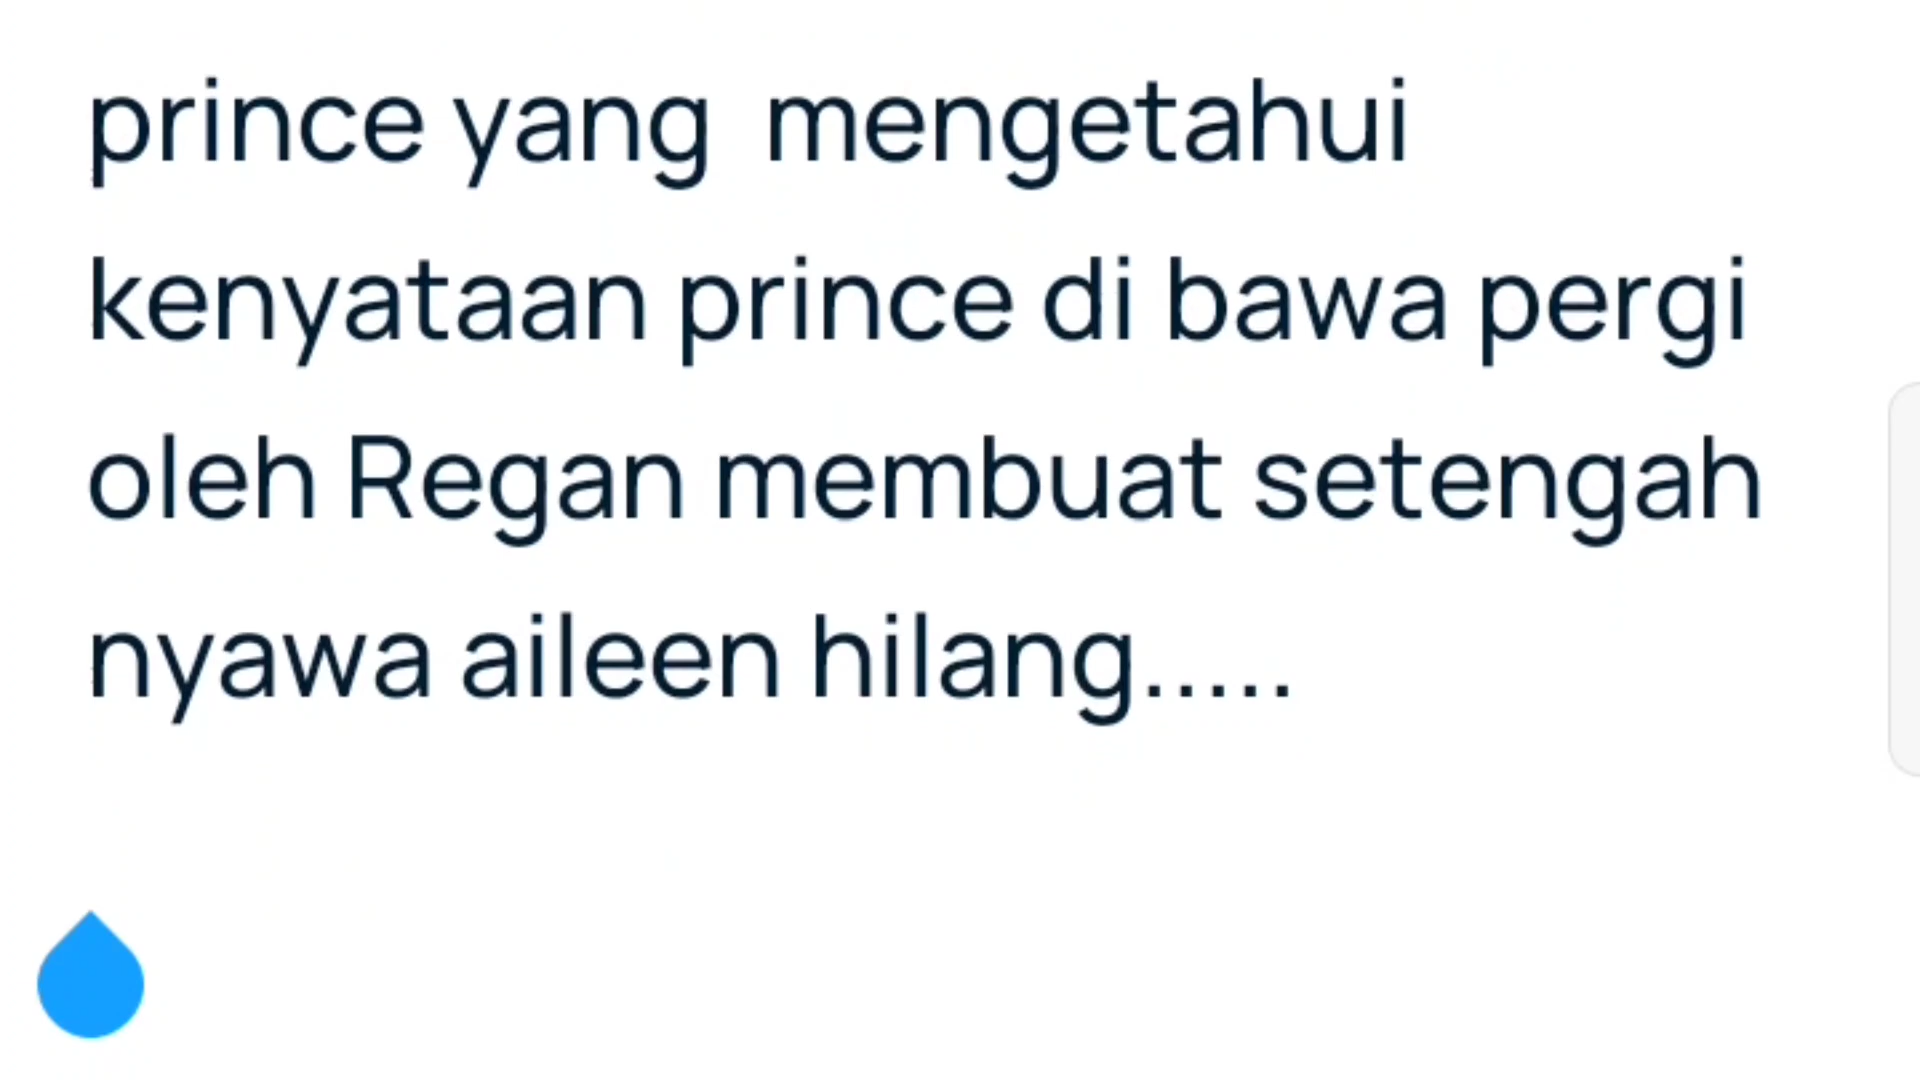 prince yang  mengetahui
kenyataan prince di bawa pergi
oleh Regan membuat setengah
nyawa aileen hilang.....